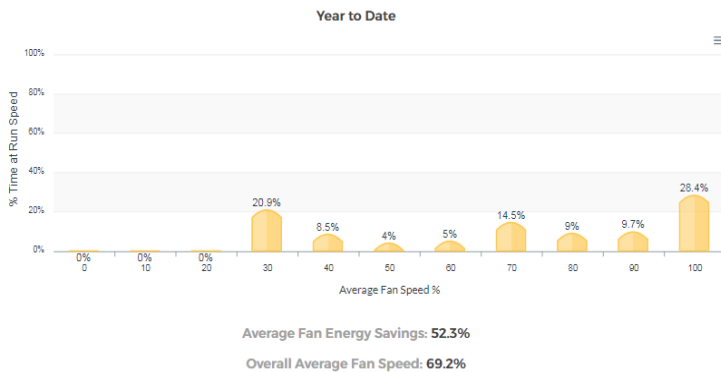 Year to Date
% Time at Run Speed
100%
80%
60%
40%
20%
0%
0% 0% 0% 20.9% 8.5% 4% 5% 14.5% 9% 9.7% 28.4%
0 10 20 30 40 50 60 70 80 90 100
Average Fan Speed %
Average Fan Energy Savings: 52.3%
Overall Average Fan Speed: 69.2%